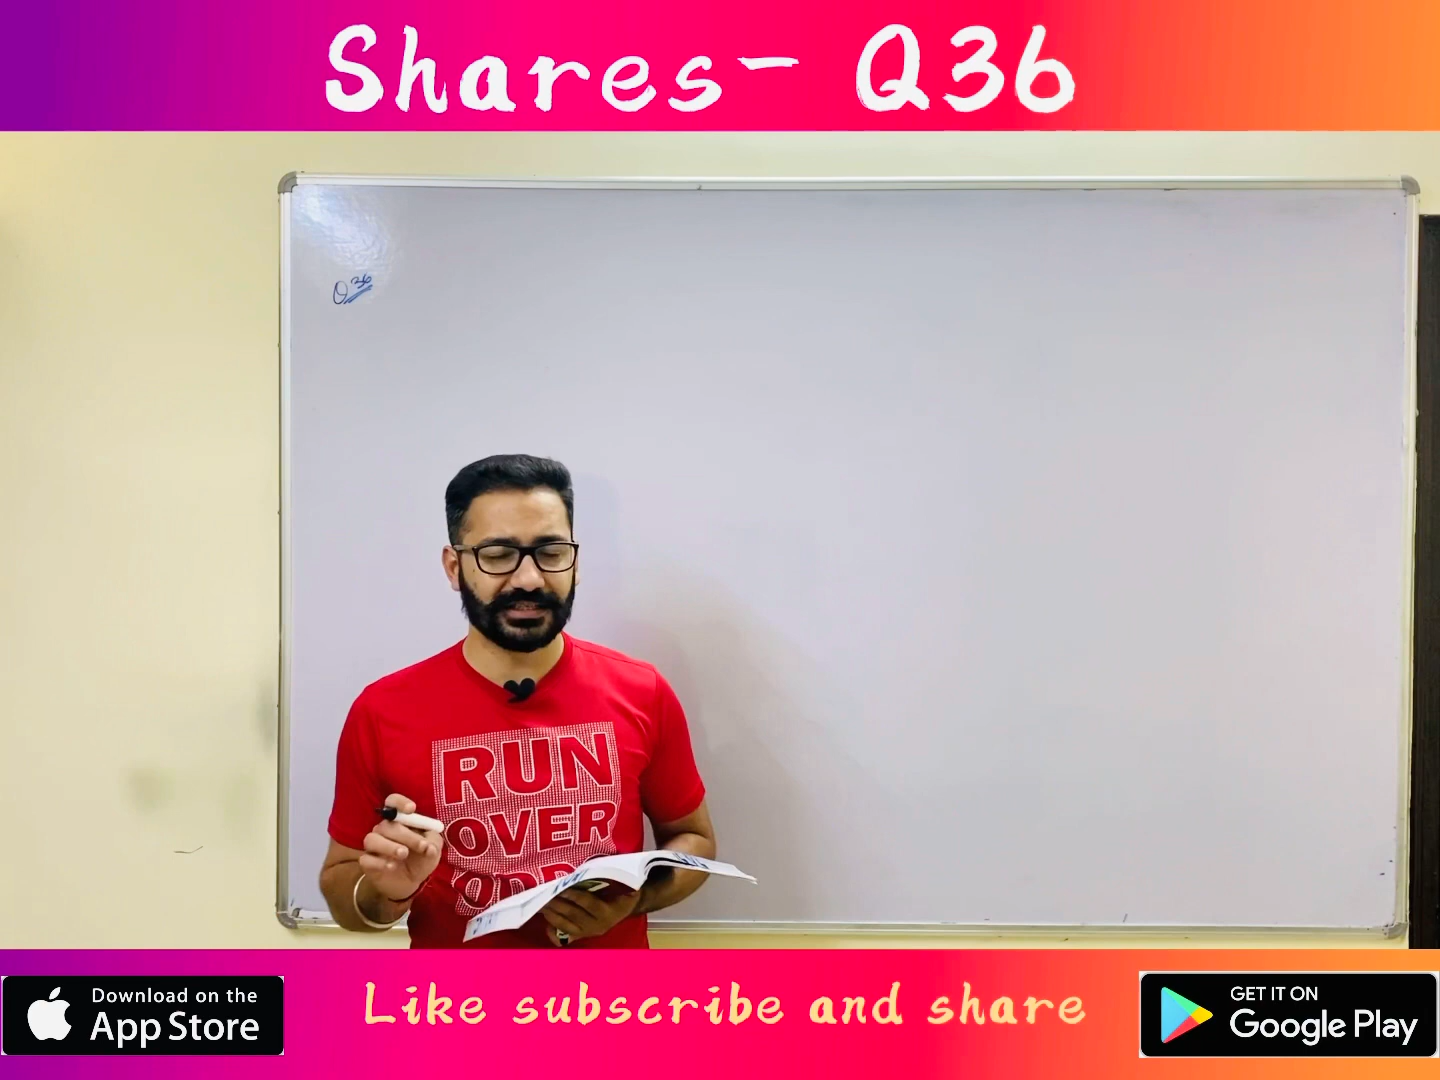 Shares- Q36
Q36
RUN
OVER
Download on the
App Store
Like subscribe and share
GET IT ON
Google Play